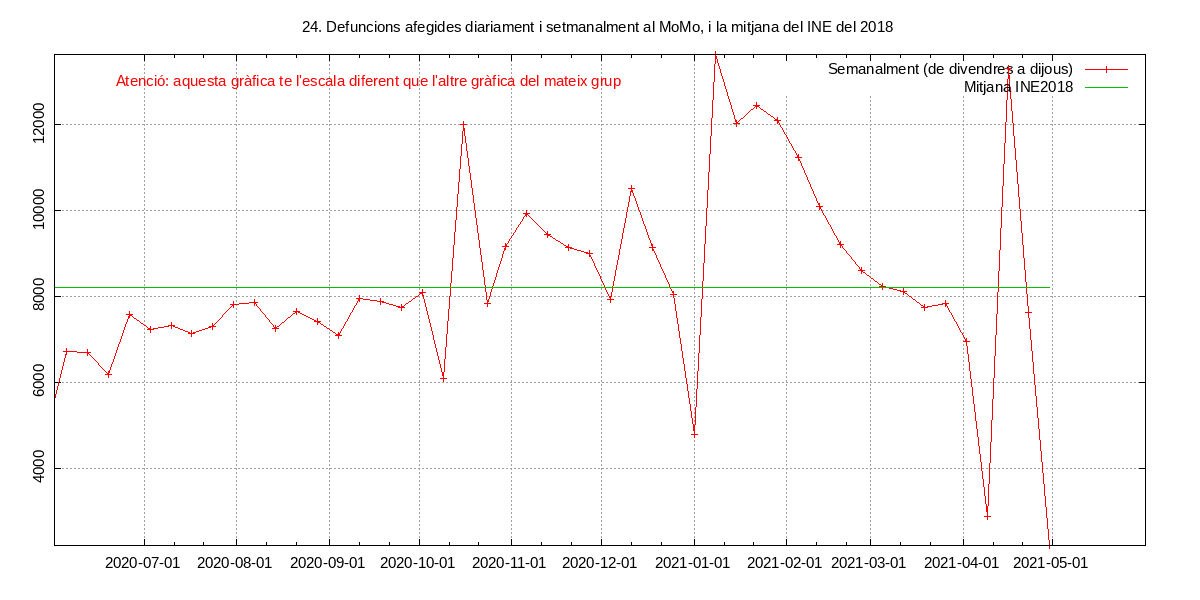 24. Defuncions afegides diariament i setmanalment al MoMo, i la mitjana del INE del 2018
Atenció: aquesta gràfica te l'escala diferent que l'altre gràfica del mateix grup
Semanalment (de divendres a dijous)
Mitjana INE2018
12000
10000
8000
6000
4000
2020-07-01 2020-08-01 2020-09-01 2020-10-01 2020-11-01 2020-12-01 2021-01-01 2021-02-01 2021-03-01 2021-04-01 2021-05-01